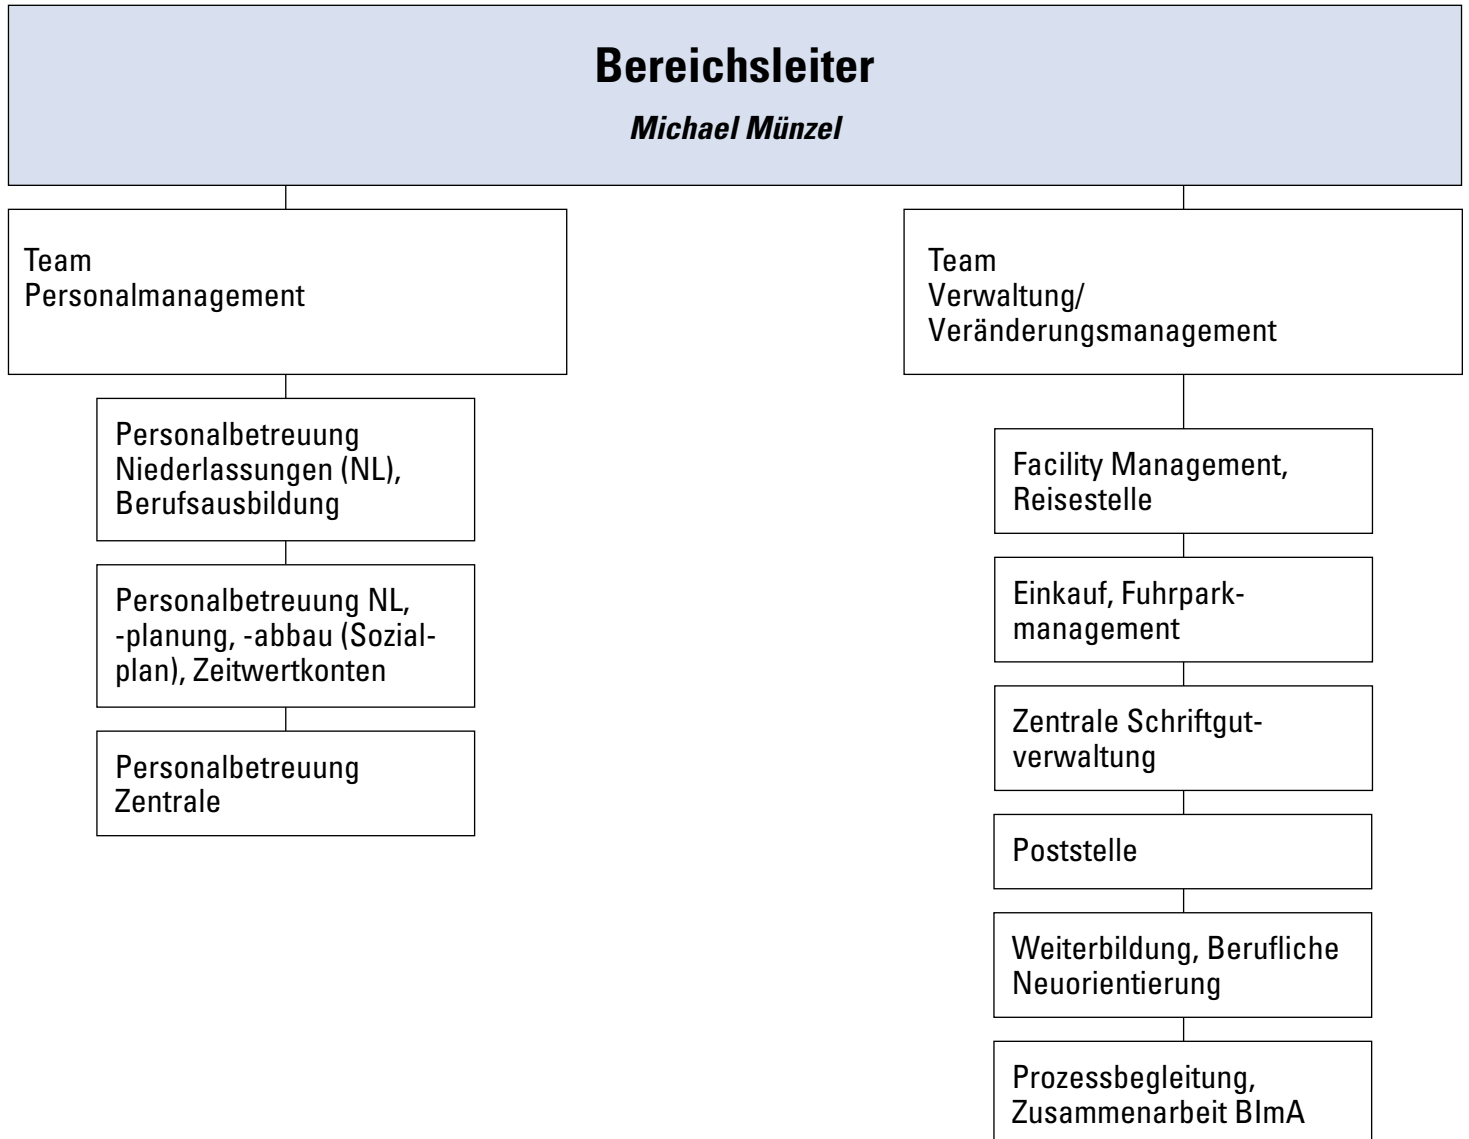 Bereichsleiter
Michael Münzel
Team
Personalmanagement
Personalbetreuung
Niederlassungen (NL),
Berufsausbildung
Personalbetreuung NL,
-planung, -abbau (Sozial-
plan), Zeitwertkonten
Personalbetreuung
Zentrale
Team
Verwaltung/
Veränderungsmanagement
Facility Management,
Reisestelle
Einkauf, Fuhrpark-
management
Zentrale Schriftgut-
verwaltung
Poststelle
Weiterbildung, Berufliche
Neuorientierung
Prozessbegleitung,
Zusammenarbeit BImA